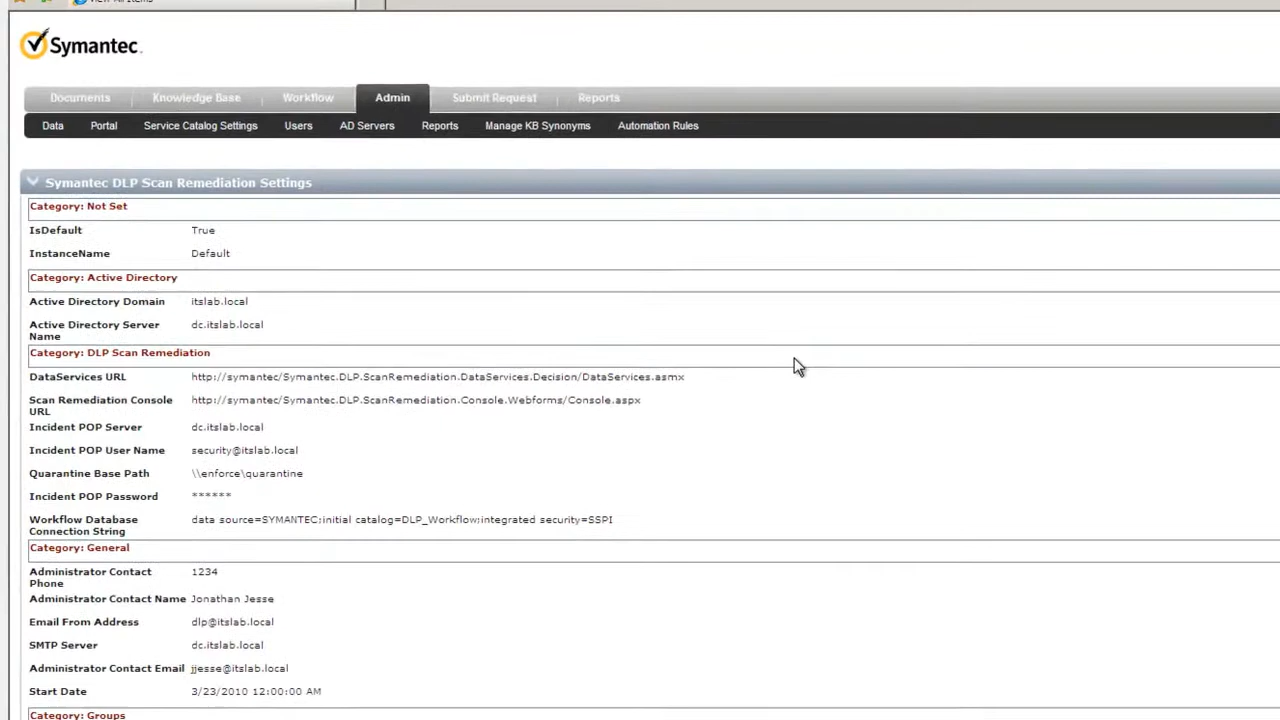 View All Items
Symantec.
Documents Knowledge Base Workflow Admin Submit Request Reports
Data Portal Service Catalog Settings Users AD Servers Reports Manage KB Synonyms Automation Rules
Symantec DLP Scan Remediation Settings
Category: Not Set
IsDefault True
InstanceName Default
Category: Active Directory
Active Directory Domain itslab.local
Active Directory Server dc.itslab.local
Name
Category: DLP Scan Remediation
DataServices URL http://symantec/Symantec.DLP.ScanRemediation.DataServices.Decision/DataServices.asmx
Scan Remediation Console http://symantec/Symantec.DLP.ScanRemediation.Console.Webforms/Console.aspx
URL
Incident POP Server dc.itslab.local
Incident POP User Name security@itslab.local
Quarantine Base Path \\enforce\quarantine
Incident POP Password ******
Workflow Database data source=SYMANTEC;initial catalog=DLP_Workflow;integrated security=SSPI
Connection String
Category: General
Administrator Contact 1234
Phone
Administrator Contact Name Jonathan Jesse
Email From Address dlp@itslab.local
SMTP Server dc.itslab.local
Administrator Contact Email jjesse@itslab.local
Start Date 3/23/2010 12:00:00 AM
Category: Groups